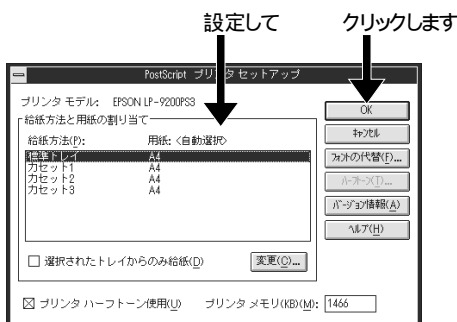 設定して
クリックします
PostScript プリンタ セットアップ
プリンタ モデル: EPSON LP-9200PS3
給紙方法と用紙の割り当て
給紙方法(P): 用紙: <自動選択>
標準トレイ A4
カセット1 A4
カセット2 A4
カセット3 A4
選択されたトレイからのみ給紙(D)
変更(C)...
プリンタ ハーフトーン使用(U) プリンタ メモリ(KB)(M): 1466
OK
キャンセル
フォントの代替(F)...
ハーフトーン(T)...
バージョン情報(A)
ヘルプ(H)